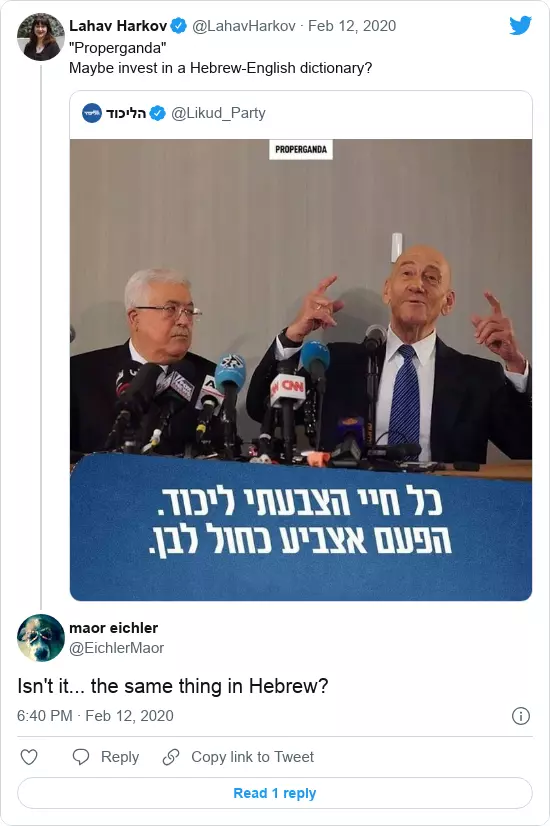 Lahav Harkov @LahavHarkov · Feb 12, 2020
"Properganda"
Maybe invest in a Hebrew-English dictionary?
הליכוד @Likud_Party
PROPERGANDA
CNN
כל חיי הצבעתי ליכוד.
הפעם אצביע כחול לבן.
maor eichler
@EichlerMaor
Isn't it... the same thing in Hebrew?
6:40 PM · Feb 12, 2020
Reply
Copy link to Tweet
Read 1 reply